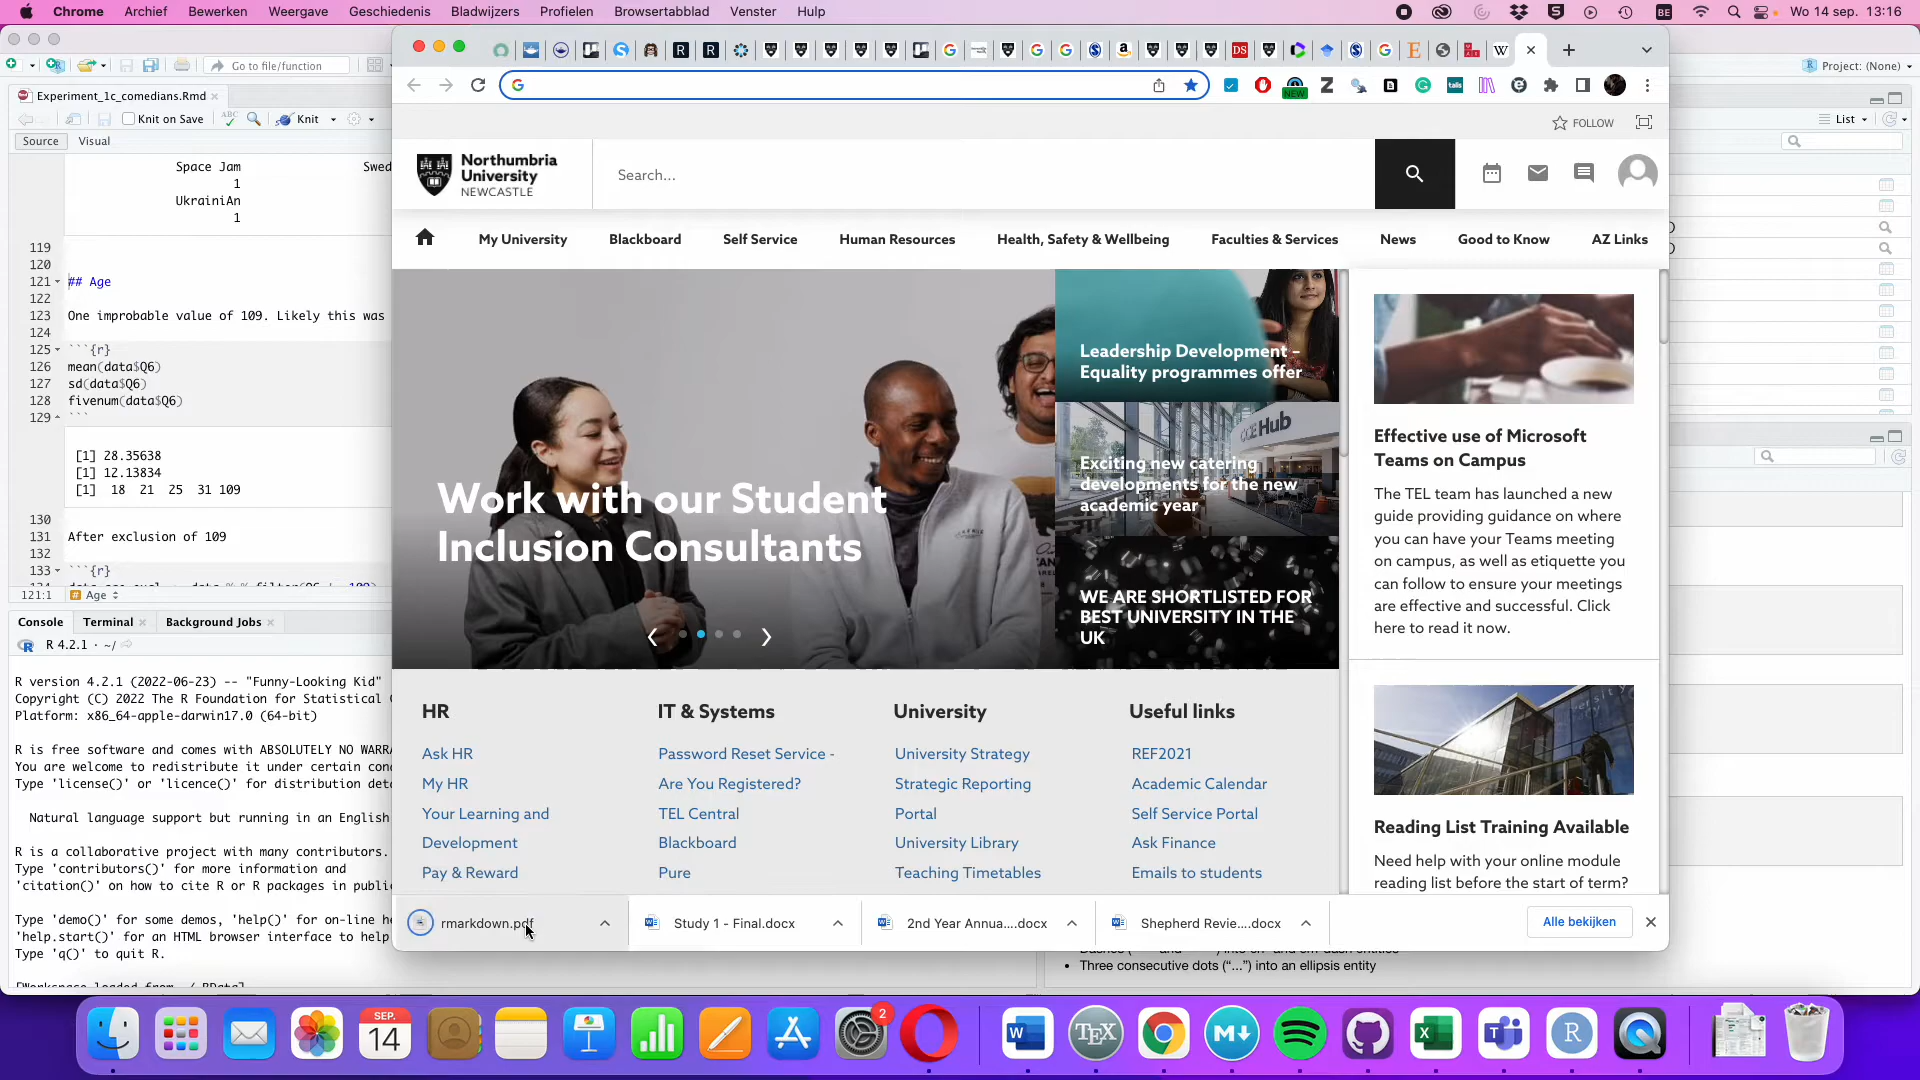 Chrome Archief Bewerken Weergave Geschiedenis Bladwijzers Profielen Browsertabblad Venster Help
BE Wo 14 sep. 13:16
Go to file/function
Project: (None)
Experiment_1c_comedians.Rmd
Knit on Save ABC Knit
Source Visual
List
Space Jam Swed
1
UkrainiAn
1
119
120
121 ## Age
122
123 One improbable value of 109. Likely this was
124
125 ```{r}
126 mean(data$Q6)
127 sd(data$Q6)
128 fivenum(data$Q6)
129 ```
[1] 28.35638
[1] 12.13834
[1] 18 21 25 31 109
130
131 After exclusion of 109
132
133 ```{r}
121:1 Age
Console Terminal Background Jobs
R 4.2.1 · ~/
R version 4.2.1 (2022-06-23) -- "Funny-Looking Kid"
Copyright (C) 2022 The R Foundation for Statistical
Platform: x86_64-apple-darwin17.0 (64-bit)
R is free software and comes with ABSOLUTELY NO WARRA
You are welcome to redistribute it under certain con
Type 'license()' or 'licence()' for distribution deta
Natural language support but running in an English
R is a collaborative project with many contributors.
Type 'contributors()' for more information and
'citation()' on how to cite R or R packages in public
Type 'demo()' for some demos, 'help()' for on-line he
'help.start()' for an HTML browser interface to help
Type 'q()' to quit R.
NEW
FOLLOW
Northumbria
University
NEWCASTLE
Search...
My University Blackboard Self Service Human Resources Health, Safety & Wellbeing Faculties & Services News Good to Know AZ Links
Work with our Student
Inclusion Consultants
Leadership Development –
Equality programmes offer
Hub
Exciting new catering
developments for the new
academic year
WE ARE SHORTLISTED FOR
BEST UNIVERSITY IN THE
UK
Effective use of Microsoft
Teams on Campus
The TEL team has launched a new
guide providing guidance on where
you can have your Teams meeting
on campus, as well as etiquette you
can follow to ensure your meetings
are effective and successful. Click
here to read it now.
Reading List Training Available
Need help with your online module
reading list before the start of term?
HR
Ask HR
My HR
Your Learning and
Development
Pay & Reward
IT & Systems
Password Reset Service -
Are You Registered?
TEL Central
Blackboard
Pure
University
University Strategy
Strategic Reporting
Portal
University Library
Teaching Timetables
Useful links
REF2021
Academic Calendar
Self Service Portal
Ask Finance
Emails to students
rmarkdown.pdf Study 1 - Final.docx 2nd Year Annua....docx Shepherd Revie....docx Alle bekijken
• Three consecutive dots ("...") into an ellipsis entity
SEP.
14
2
TEX